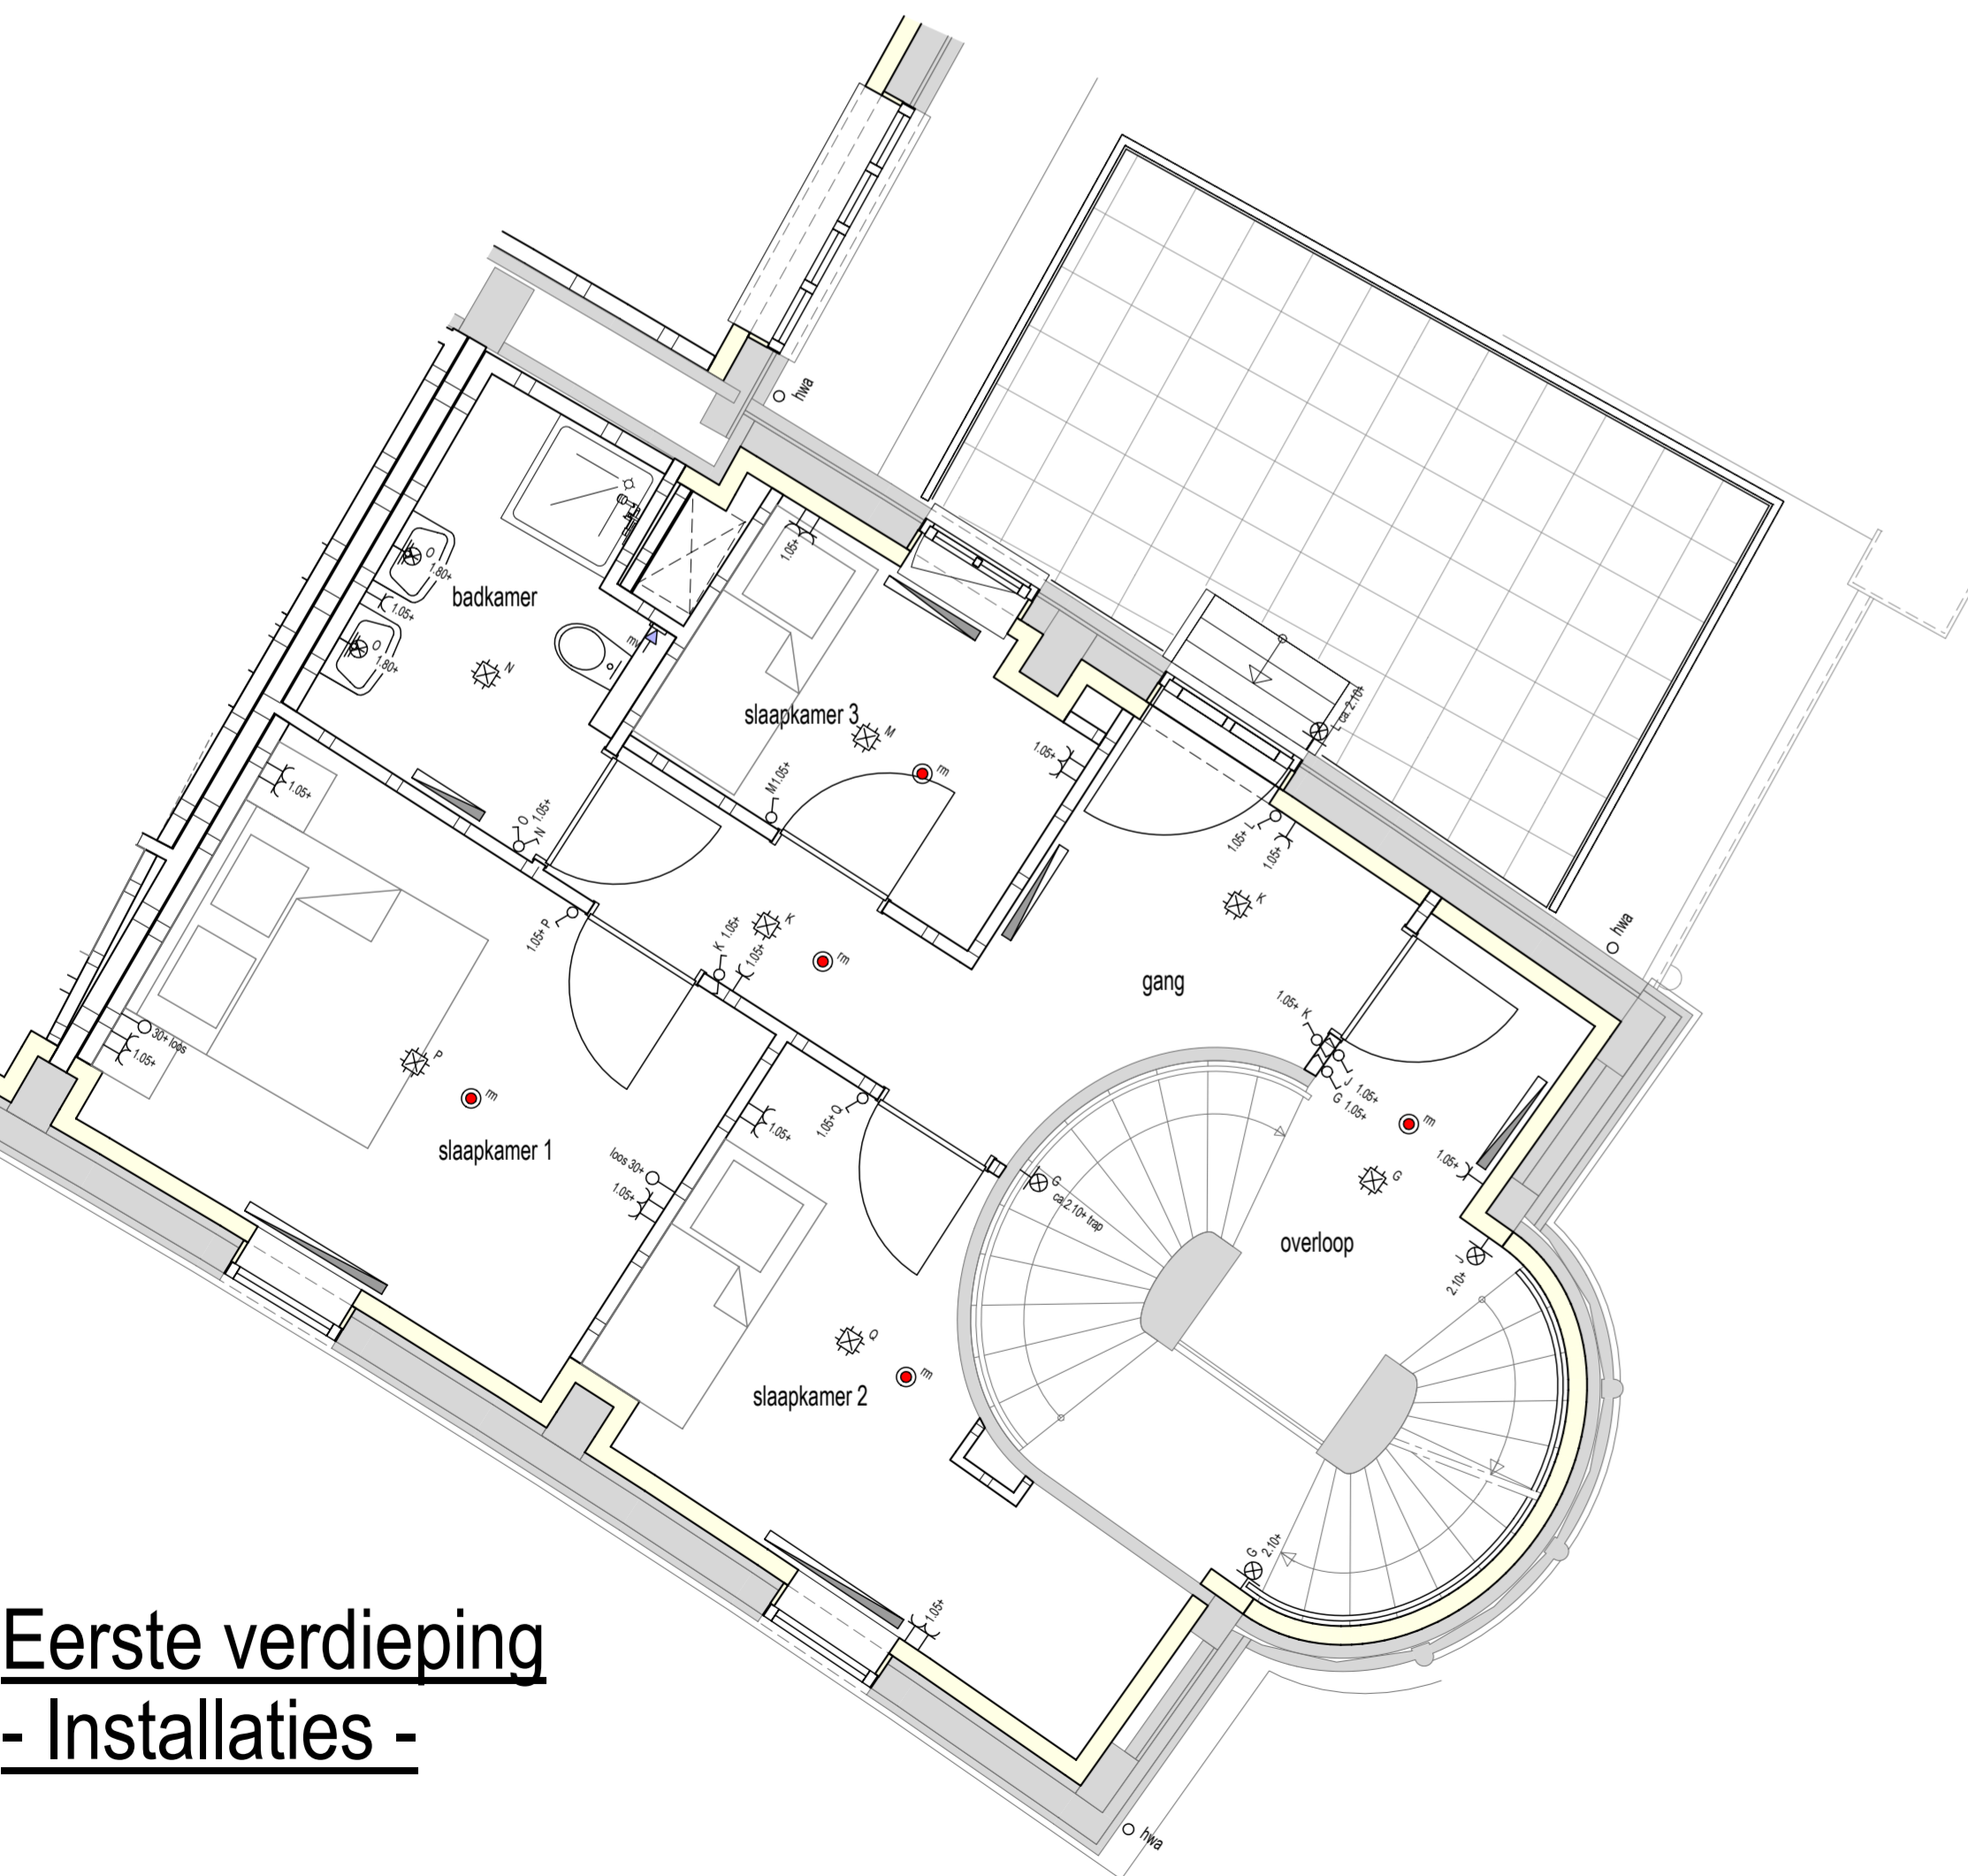 hwa
O
1.80+
1.05+
badkamer
O
1.80+
mv
N
1.05+
slaapkamer 3
M
rm
M 1.05+
1.05+
L ca. 2.10+
1.05+ L
1.05+
K
hwa
1.05+
O 1.05+
N
1.05+ P
K 1.05+
1.05+
K
rm
gang
1.05+ K
J 1.05+
G 1.05+
rm
30+ loos
1.05+
P
rm
slaapkamer 1
1.05+
1.05+ Q
loos 30+
1.05+
G
ca 2.10+ trap
1.05+
G
overloop
J
2.10+
Q
rm
slaapkamer 2
G 2.10+
1.05+
Eerste verdieping
- Installaties -
hwa